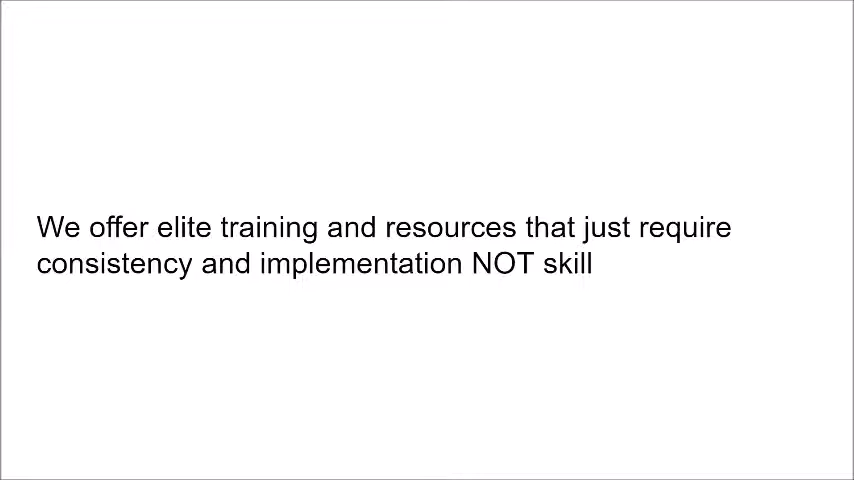 We offer elite training and resources that just require
consistency and implementation NOT skill